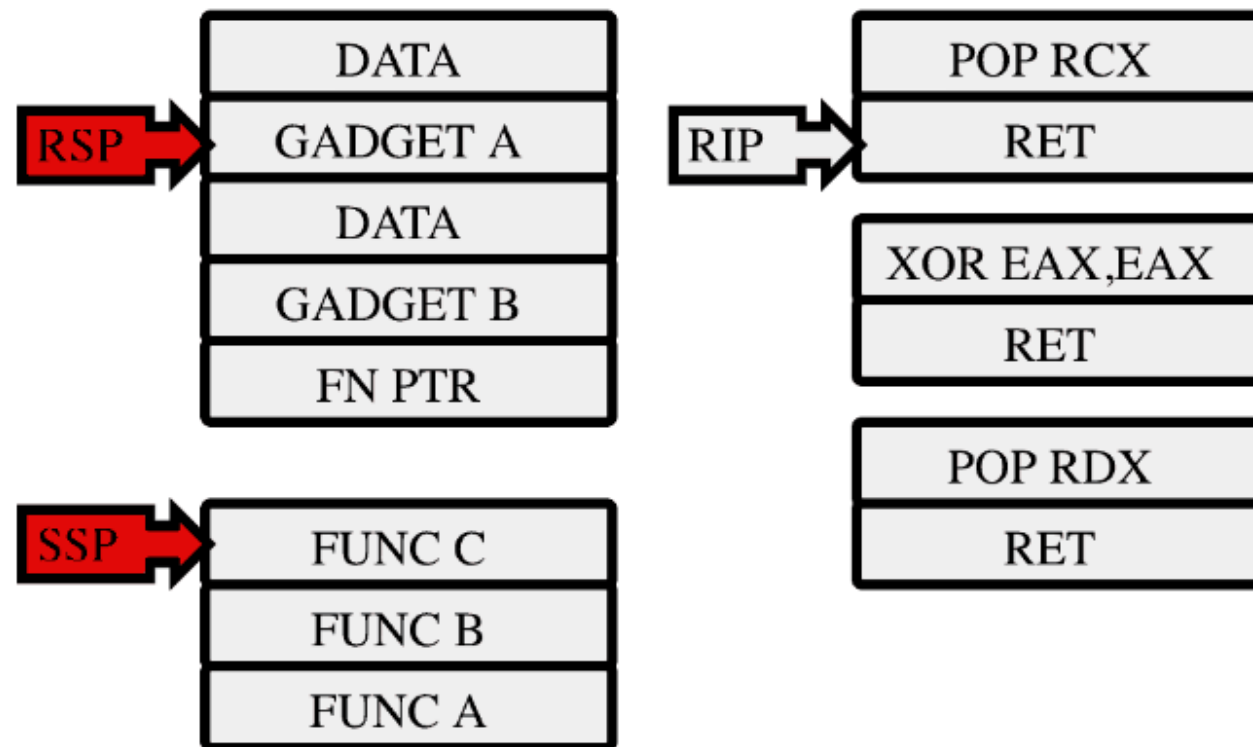 DATA
RSP
GADGET A
DATA
GADGET B
FN PTR
SSP
FUNC C
FUNC B
FUNC A
POP RCX
RIP
RET
XOR EAX,EAX
RET
POP RDX
RET